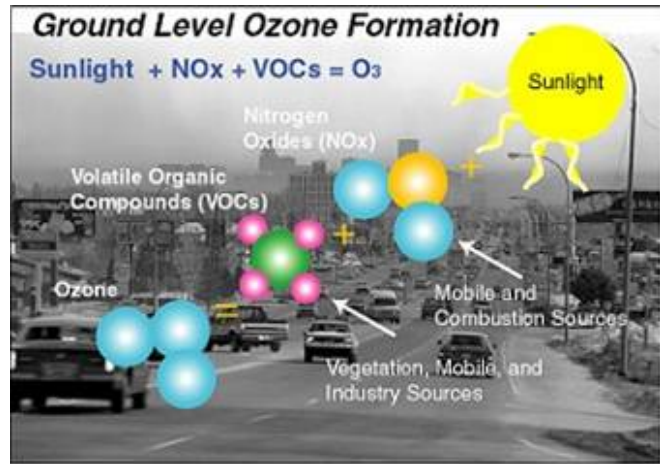 Ground Level Ozone Formation
Sunlight + NOx + VOCs = O₃
Sunlight
Nitrogen
Oxides (NOx)
+
Volatile Organic
Compounds (VOCs)
+
Ozone
=
Mobile and
Combustion Sources
Vegetation, Mobile, and
Industry Sources